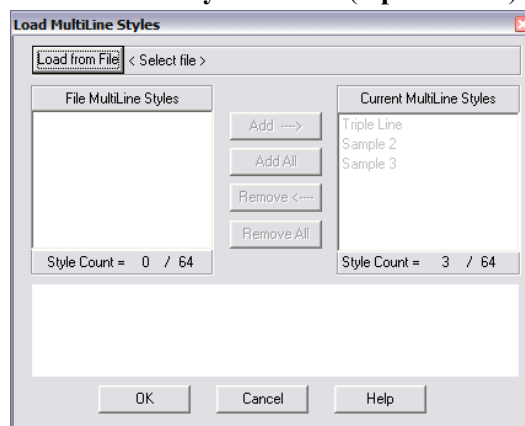 Load MultiLine Styles
Load from File < Select file >
File MultiLine Styles
Current MultiLine Styles
Add ---->
Add All
Remove <----
Remove All
Triple Line
Sample 2
Sample 3
Style Count = 0 / 64
Style Count = 3 / 64
OK Cancel Help